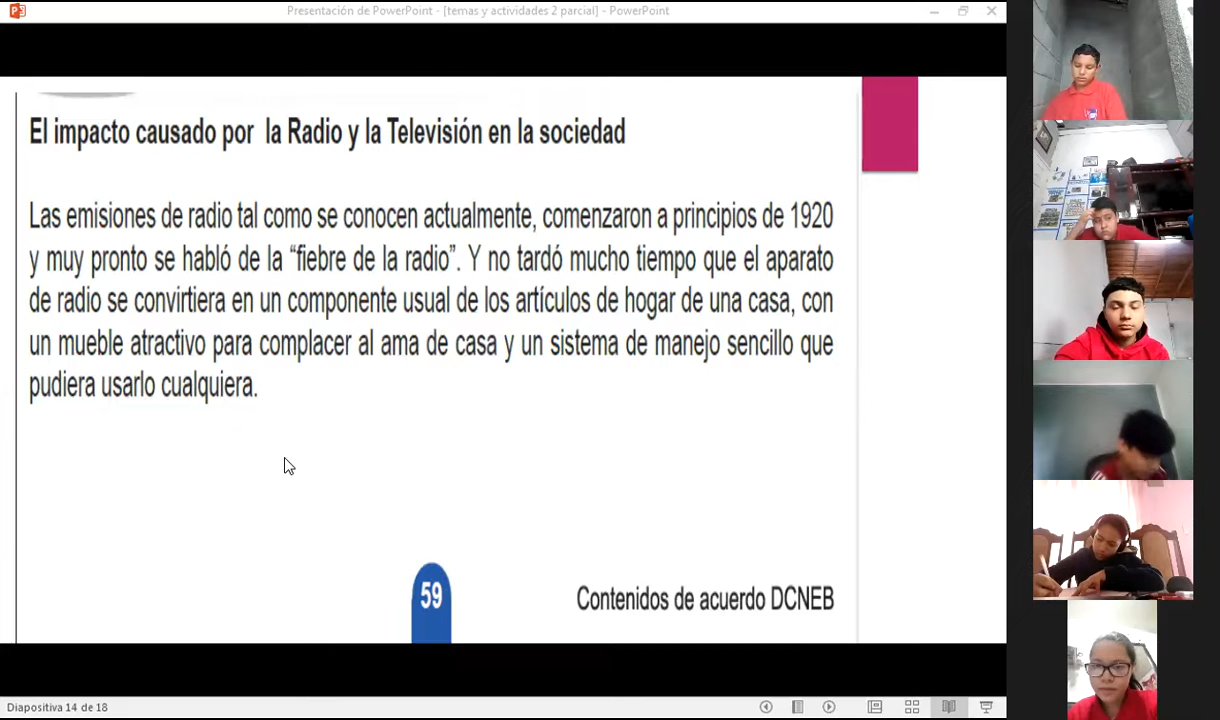 Presentación de PowerPoint - [temas y actividades 2 parcial] - PowerPoint
El impacto causado por la Radio y la Televisión en la sociedad
Las emisiones de radio tal como se conocen actualmente, comenzaron a principios de 1920
y muy pronto se habló de la “fiebre de la radio”. Y no tardó mucho tiempo que el aparato
de radio se convirtiera en un componente usual de los artículos de hogar de una casa, con
un mueble atractivo para complacer al ama de casa y un sistema de manejo sencillo que
pudiera usarlo cualquiera.
59
Contenidos de acuerdo DCNEB
Diapositiva 14 de 18